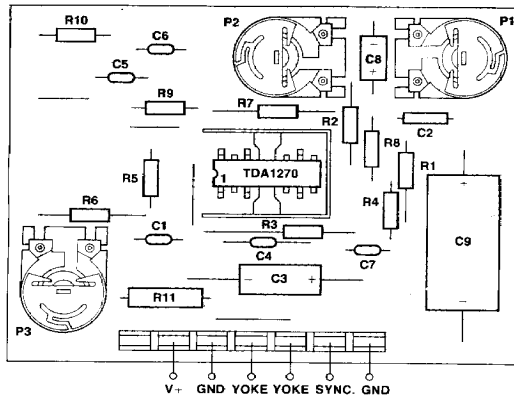 R10
C6
C5
P2
P1
C8
R9
R7
R2
C2
R8
R5
1 TDA1270
R1
R6
R4
C1
R3
C4
C7
C3
C9
R11
P3
V+ GND YOKE YOKE SYNC. GND